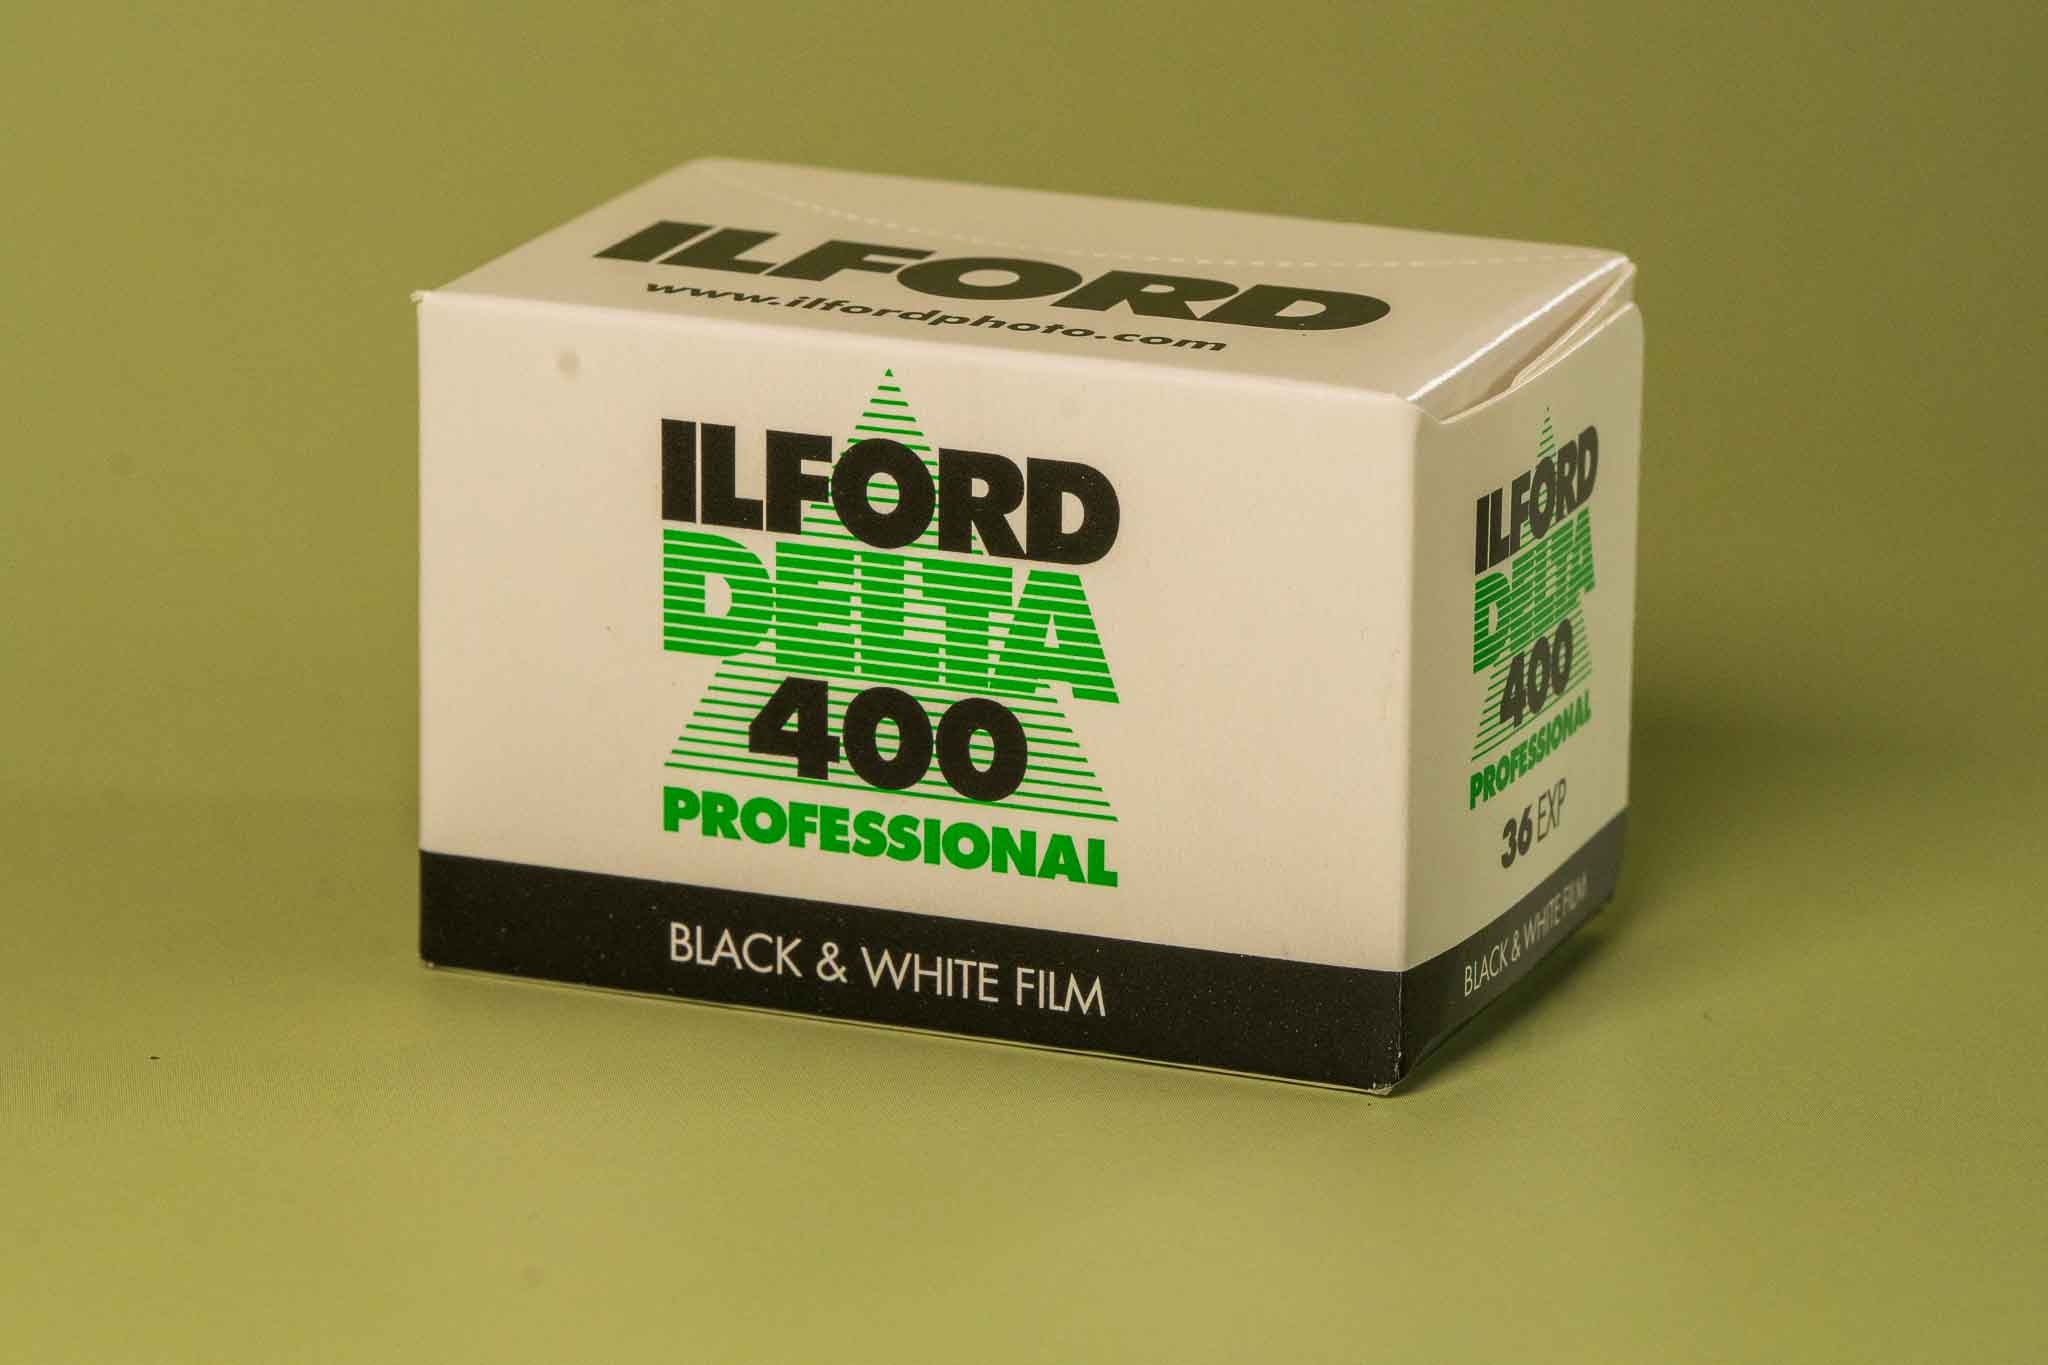 ILFORD
www.ilfordphoto.com
ILFORD
DELTA
400
PROFESSIONAL
BLACK & WHITE FILM
ILFORD
DELTA
400
PROFESSIONAL
36 EXP
BLACK & WHITE FILM